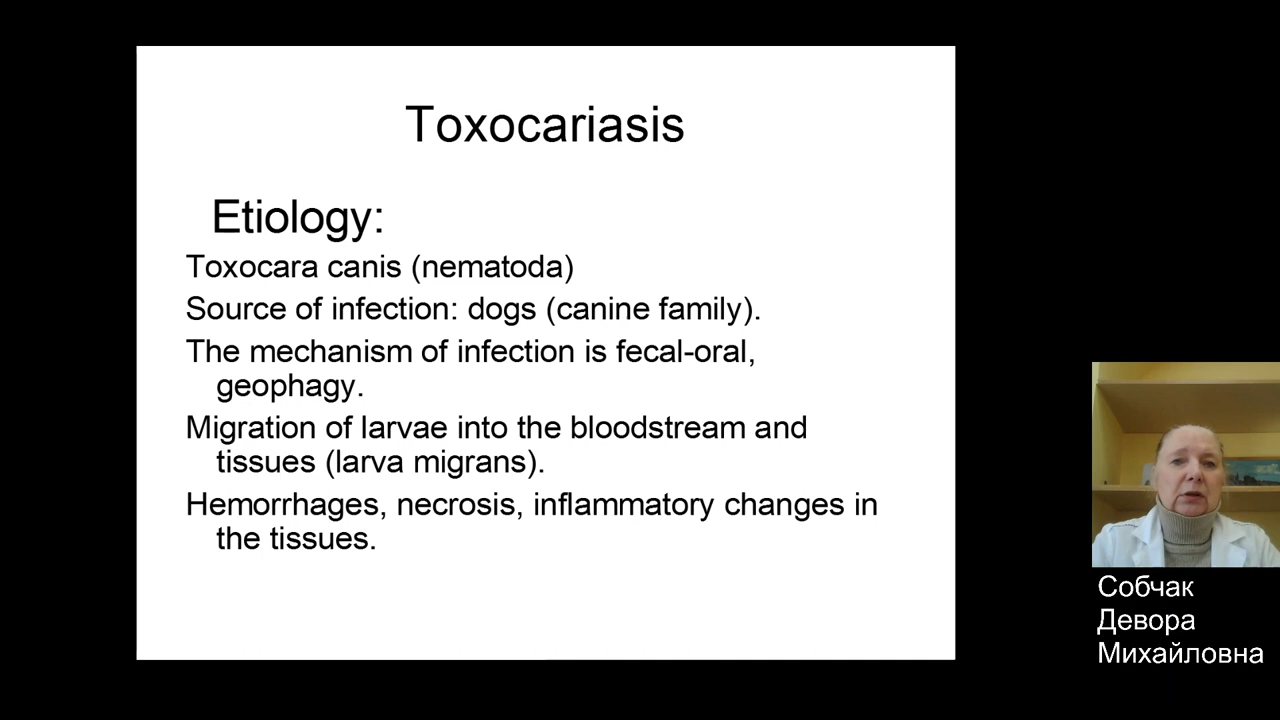 Toxocariasis
Etiology:
Toxocara canis (nematoda)
Source of infection: dogs (canine family).
The mechanism of infection is fecal-oral,
geophagy.
Migration of larvae into the bloodstream and
tissues (larva migrans).
Hemorrhages, necrosis, inflammatory changes in
the tissues.
Собчак
Девора
Михайловна